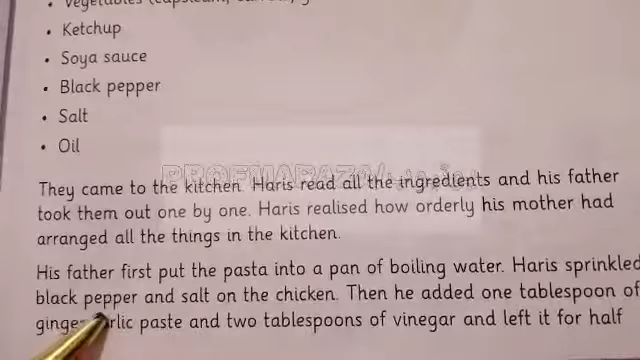 • Vegetables (capsicum,
• Ketchup
• Soya sauce
• Black pepper
• Salt
• Oil
They came to the kitchen. Haris read all the ingredients and his father
took them out one by one. Haris realised how orderly his mother had
arranged all the things in the kitchen.
His father first put the pasta into a pan of boiling water. Haris sprinkled
black pepper and salt on the chicken. Then he added one tablespoon of
paste and two tablespoons of vinegar and left it for half